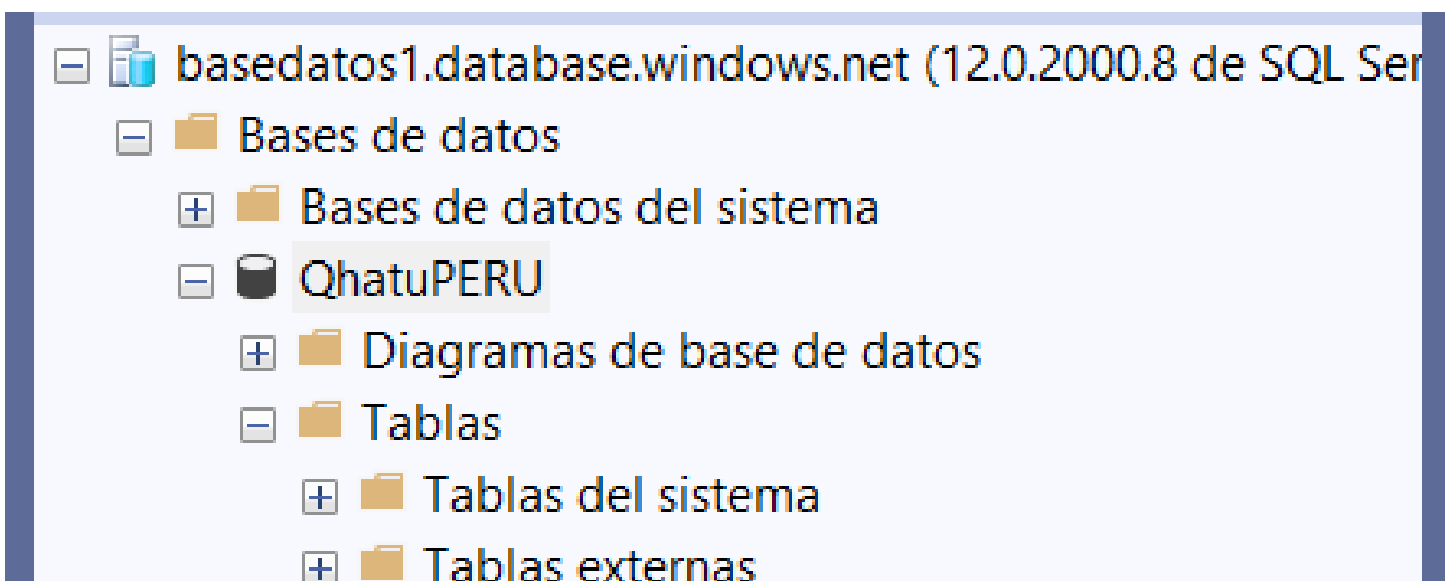 basedatos1.database.windows.net (12.0.2000.8 de SQL Ser
Bases de datos
Bases de datos del sistema
QhatuPERU
Diagramas de base de datos
Tablas
Tablas del sistema
Tablas externas